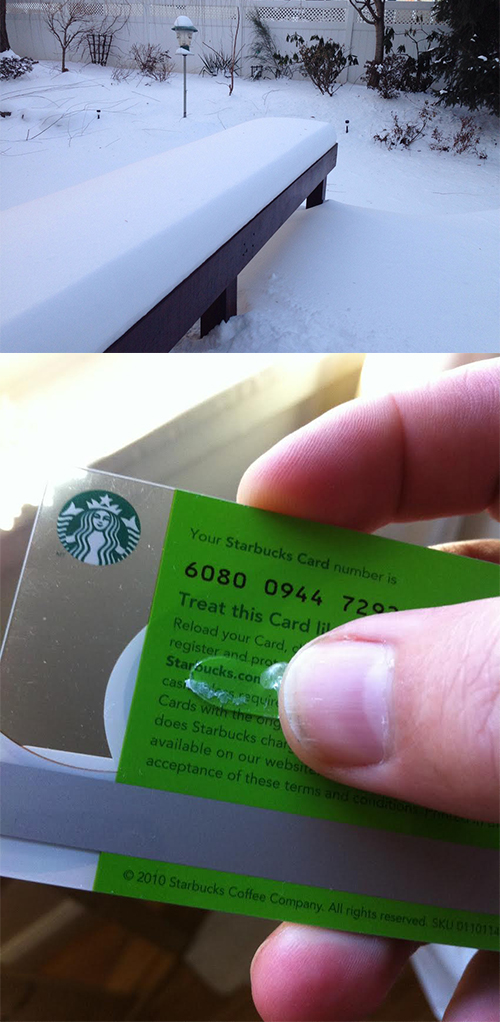 Your Starbucks Card number is
6080 0944 729
Treat this Card
Reload your Card,
register and
Starbucks.com
Cards with the
does Starbucks
available on our website
acceptance of these terms and conditions.
© 2010 Starbucks Coffee Company. All rights reserved. SKU 0110114